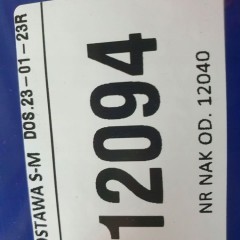 OSTAWA S-M DOS.23-01-23R
12094
NR NAK OD. 12040